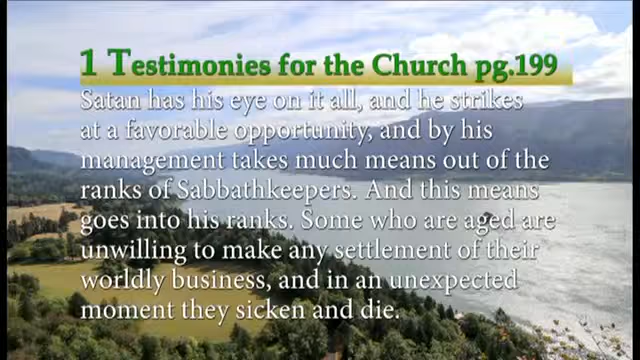 1 Testimonies for the Church pg.199
Satan has his eye on it all, and he strikes
at a favorable opportunity, and by his
management takes much means out of the
ranks of Sabbathkeepers. And this means
goes into his ranks. Some who are aged are
unwilling to make any settlement of their
worldly business, and in an unexpected
moment they sicken and die.